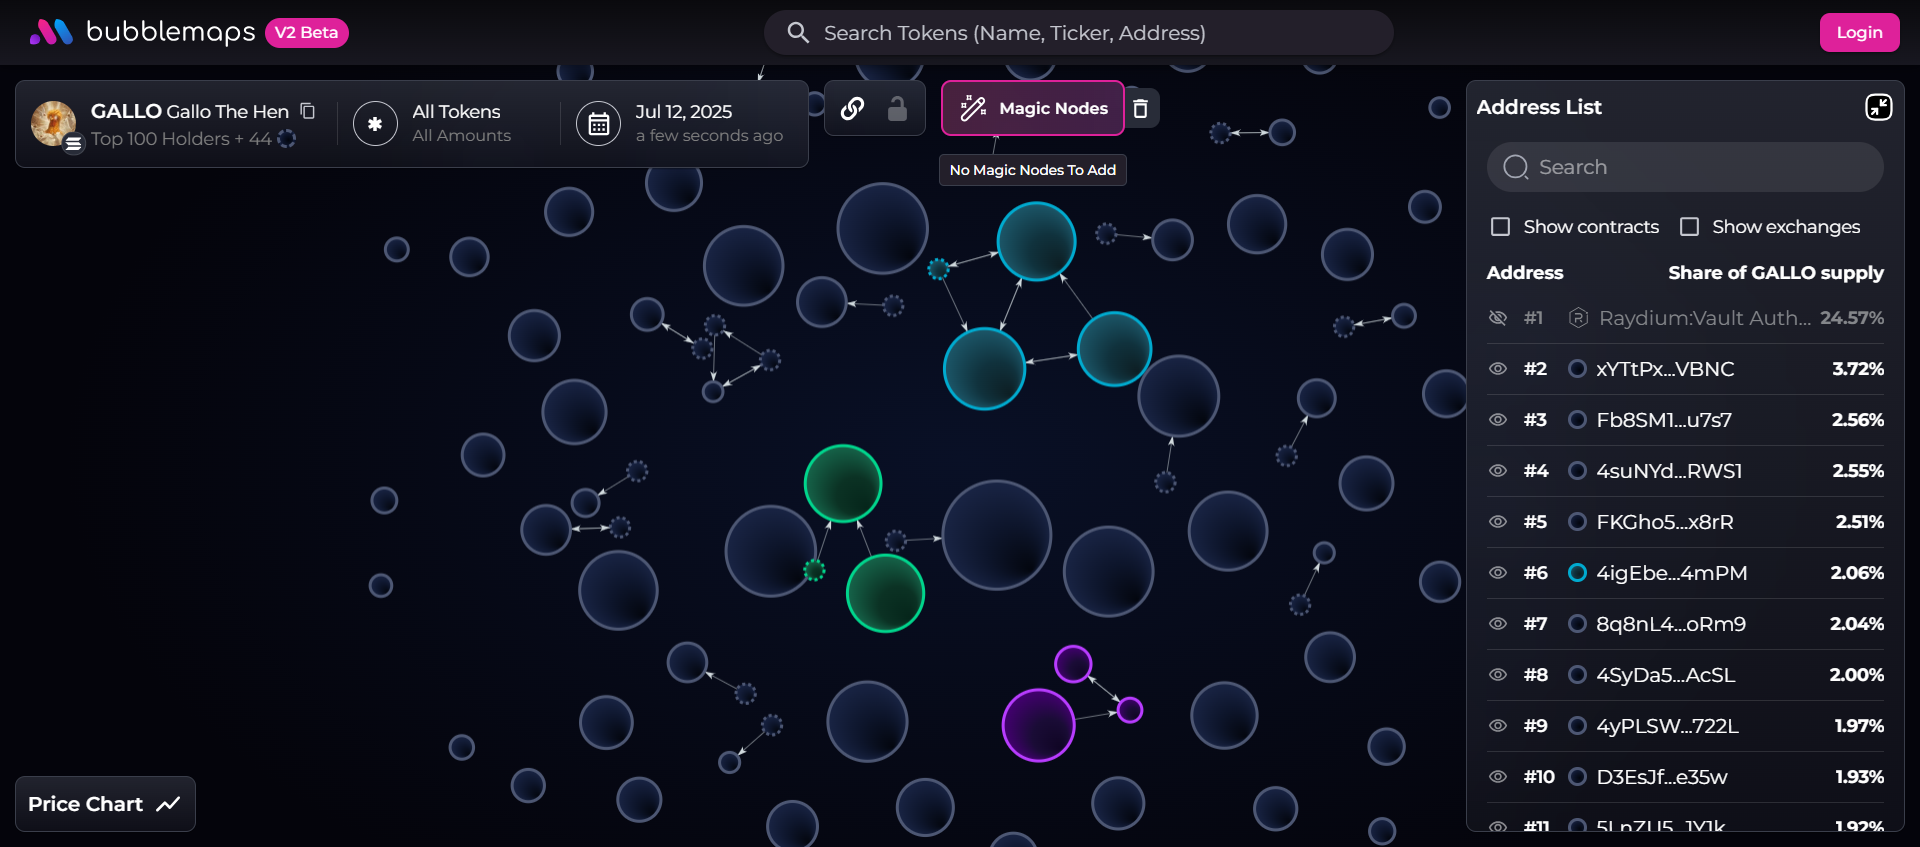 bubblemaps V2 Beta
Search Tokens (Name, Ticker, Address)
Login
GALLO Gallo The Hen
Top 100 Holders + 44
All Tokens
All Amounts
Jul 12, 2025
a few seconds ago
Magic Nodes
No Magic Nodes To Add
Address List
Search
Show contracts
Show exchanges
Address Share of GALLO supply
#1 Raydium:Vault Auth... 24.57%
#2 xYTtPx...VBNC 3.72%
#3 Fb8SM1...u7s7 2.56%
#4 4suNYd...RWS1 2.55%
#5 FKGho5...x8rR 2.51%
#6 4igEbe...4mPM 2.06%
#7 8q8nL4...oRm9 2.04%
#8 4SyDa5...AcSL 2.00%
#9 4yPLSW...722L 1.97%
#10 D3EsJf...e35w 1.93%
#11 1.92%
Price Chart